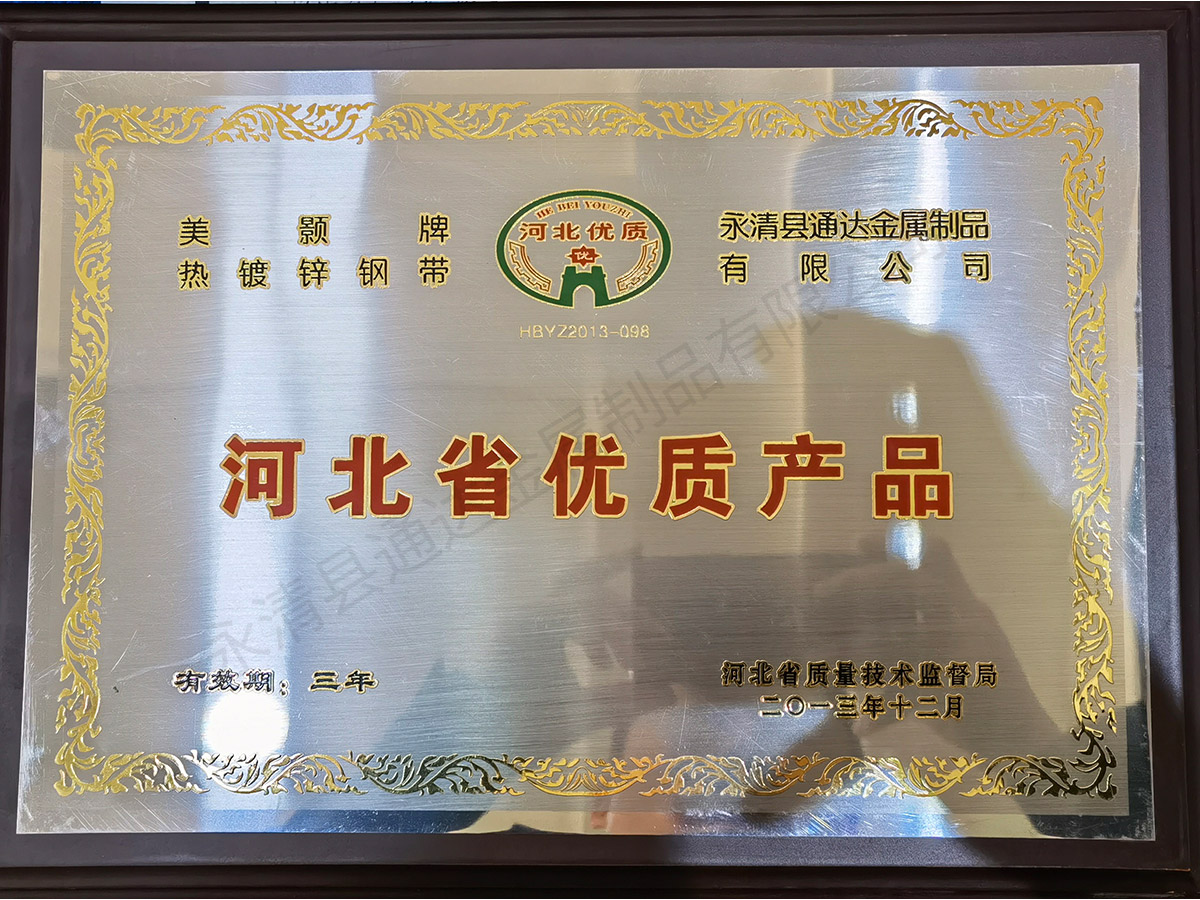 美颢牌
热镀锌钢带
HE BEI YOUZHI
河北优质
优
HBYZ2013-098
永清县通达金属制品
有限公司
河北省优质产品
有效期：三年
河北省质量技术监督局
二〇一三年十二月
永清县通达金属制品有限公